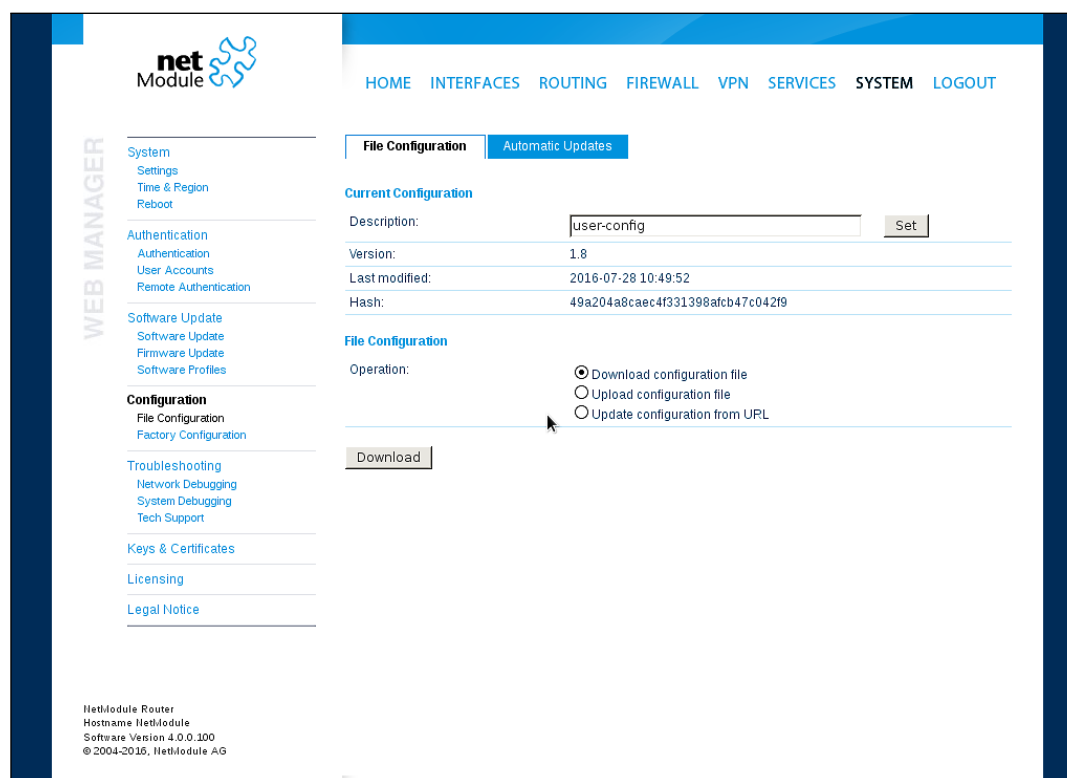 net
Module
HOME INTERFACES ROUTING FIREWALL VPN SERVICES SYSTEM LOGOUT
WEB MANAGER
System
Settings
Time & Region
Reboot
Authentication
Authentication
User Accounts
Remote Authentication
Software Update
Software Update
Firmware Update
Software Profiles
Configuration
File Configuration
Factory Configuration
Troubleshooting
Network Debugging
System Debugging
Tech Support
Keys & Certificates
Licensing
Legal Notice
File Configuration Automatic Updates
Current Configuration
Description: user-config Set
Version: 1.8
Last modified: 2016-07-28 10:49:52
Hash: 49a204a8caec4f331398afcb47c042f9
File Configuration
Operation: Download configuration file
Upload configuration file
Update configuration from URL
Download
NetModule Router
Hostname NetModule
Software Version 4.0.0.100
© 2004-2016, NetModule AG